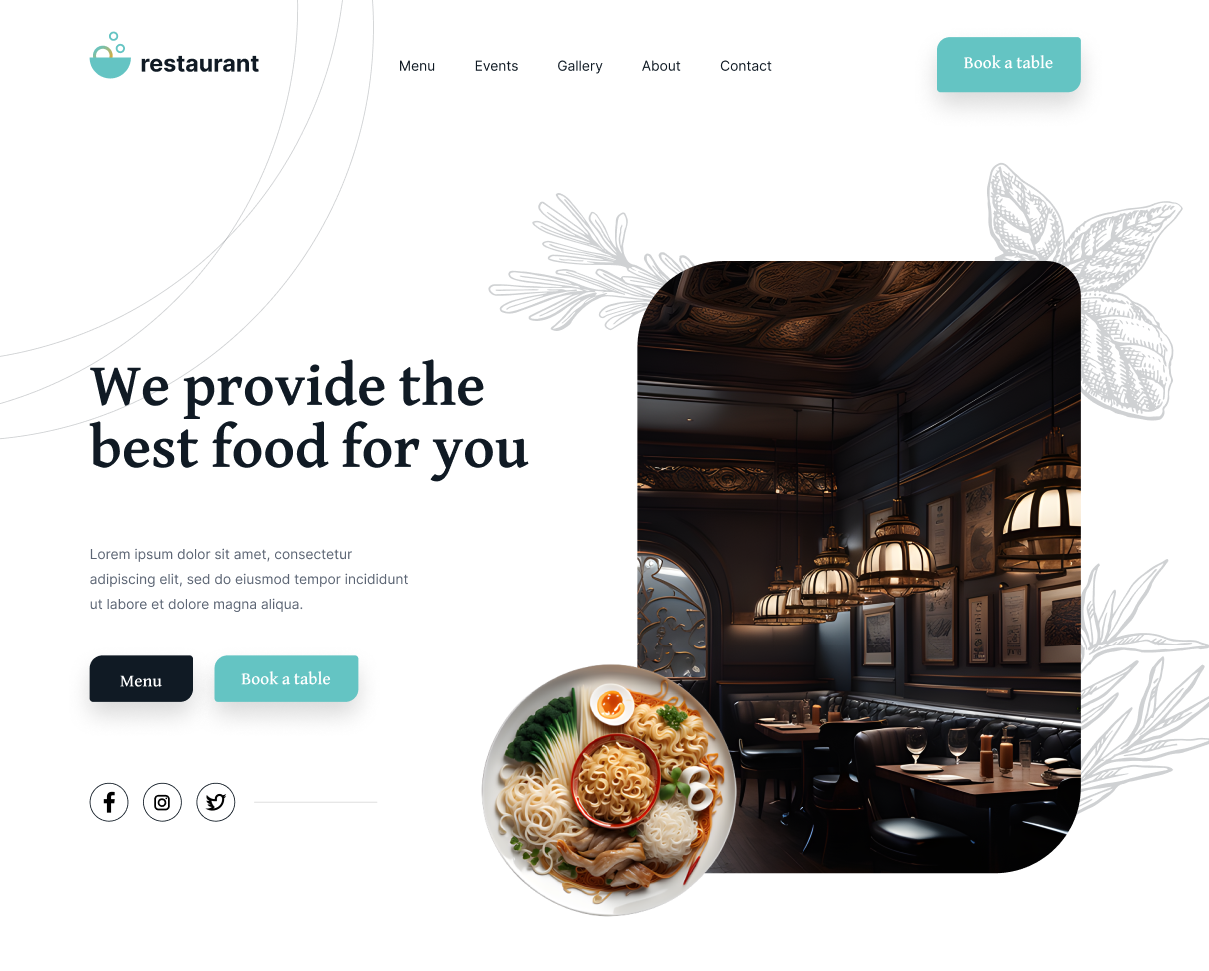 restaurant
Menu
Events
Gallery
About
Contact
Book a table
We provide the
best food for you
Lorem ipsum dolor sit amet, consectetur
adipiscing elit, sed do eiusmod tempor incididunt
ut labore et dolore magna aliqua.
Menu
Book a table